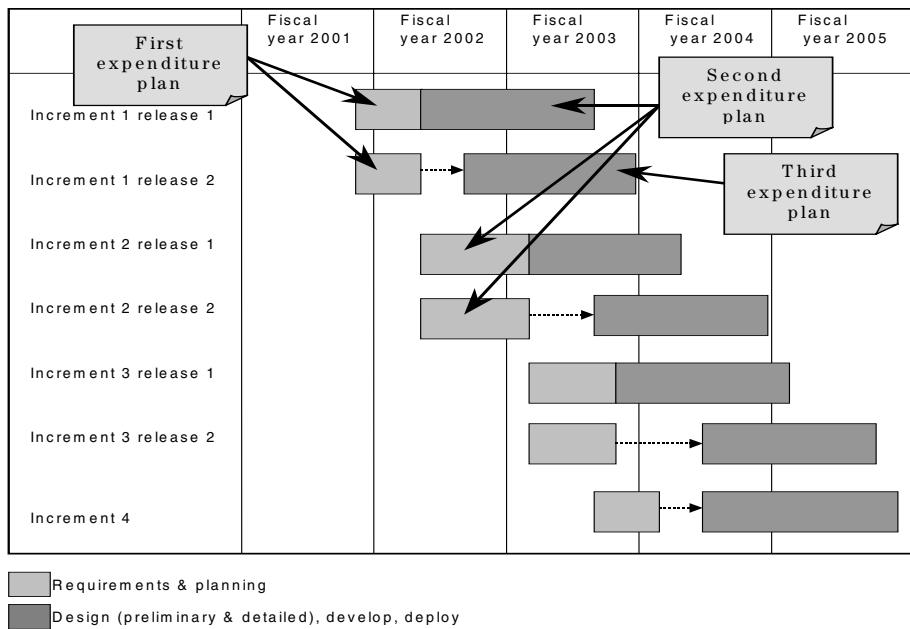 Fiscal
year 2001
Fiscal
year 2002
Fiscal
year 2003
Fiscal
year 2004
Fiscal
year 2005
First
expenditure
plan
Second
expenditure
plan
Third
expenditure
plan
Increment 1 release 1
Increment 1 release 2
Increment 2 release 1
Increment 2 release 2
Increment 3 release 1
Increment 3 release 2
Increment 4
Requirements & planning
Design (preliminary & detailed), develop, deploy